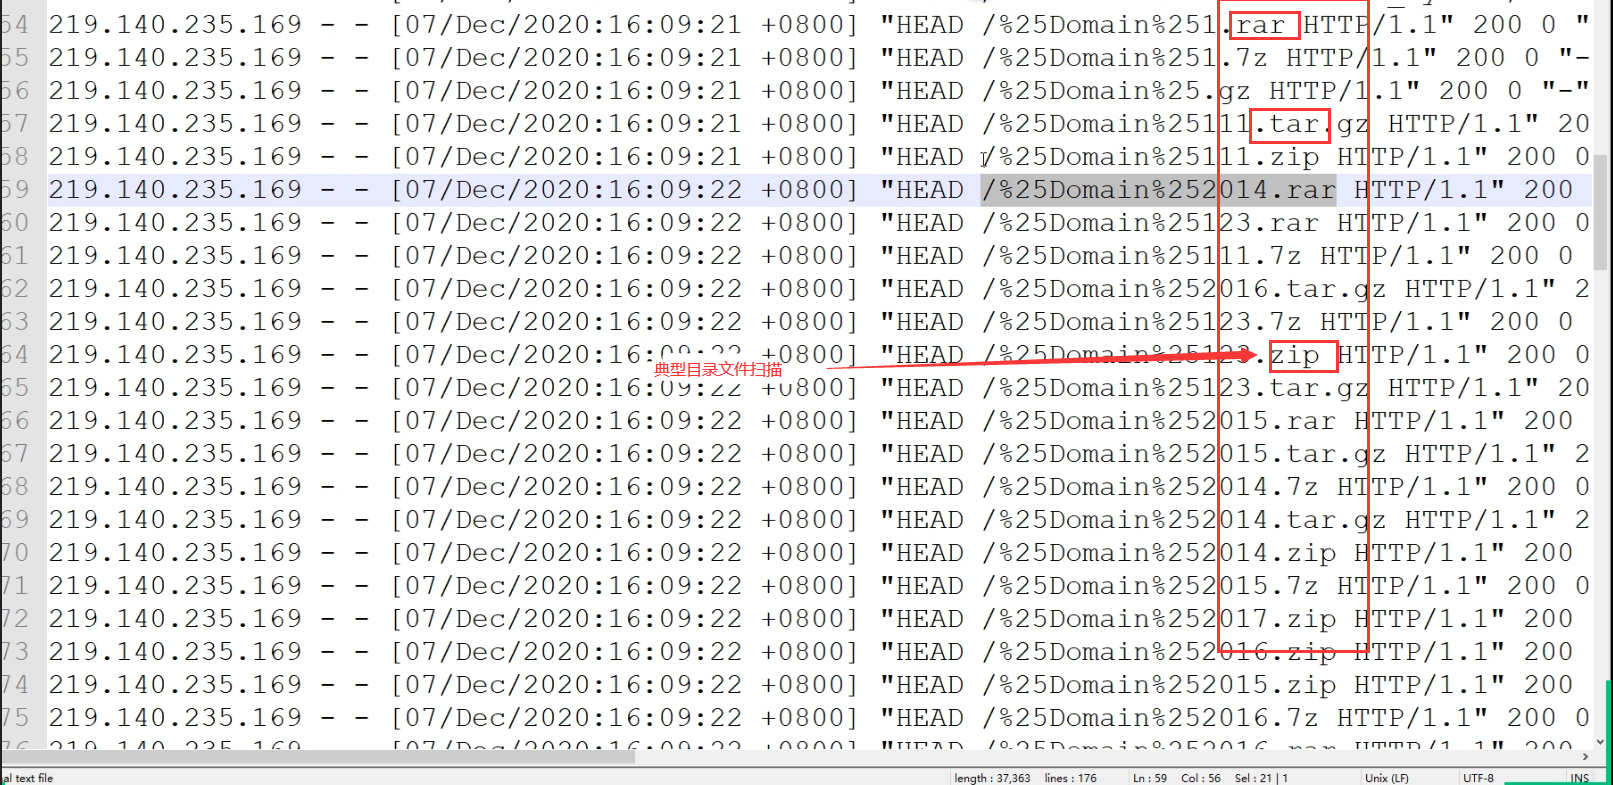 54 219.140.235.169 - - [07/Dec/2020:16:09:21 +0800] "HEAD /%25Domain%251.rar HTTP/1.1" 200 0 "
55 219.140.235.169 - - [07/Dec/2020:16:09:21 +0800] "HEAD /%25Domain%251.7z HTTP/1.1" 200 0 "-
56 219.140.235.169 - - [07/Dec/2020:16:09:21 +0800] "HEAD /%25Domain%25.gz HTTP/1.1" 200 0 "-"
57 219.140.235.169 - - [07/Dec/2020:16:09:21 +0800] "HEAD /%25Domain%25111.tar.gz HTTP/1.1" 20
58 219.140.235.169 - - [07/Dec/2020:16:09:21 +0800] "HEAD /%25Domain%25111.zip HTTP/1.1" 200 0
59 219.140.235.169 - - [07/Dec/2020:16:09:22 +0800] "HEAD /%25Domain%252014.rar HTTP/1.1" 200
60 219.140.235.169 - - [07/Dec/2020:16:09:22 +0800] "HEAD /%25Domain%25123.rar HTTP/1.1" 200 0
61 219.140.235.169 - - [07/Dec/2020:16:09:22 +0800] "HEAD /%25Domain%25111.7z HTTP/1.1" 200 0
62 219.140.235.169 - - [07/Dec/2020:16:09:22 +0800] "HEAD /%25Domain%252016.tar.gz HTTP/1.1" 2
63 219.140.235.169 - - [07/Dec/2020:16:09:22 +0800] "HEAD /%25Domain%25123.7z HTTP/1.1" 200 0
64 219.140.235.169 - - [07/Dec/2020:16:09:22 +0800] "HEAD /%25Domain%25123.zip HTTP/1.1" 200 0
典型目录文件扫描
65 219.140.235.169 - - [07/Dec/2020:16:09:22 +0800] "HEAD /%25Domain%25123.tar.gz HTTP/1.1" 20
66 219.140.235.169 - - [07/Dec/2020:16:09:22 +0800] "HEAD /%25Domain%252015.rar HTTP/1.1" 200
67 219.140.235.169 - - [07/Dec/2020:16:09:22 +0800] "HEAD /%25Domain%252015.tar.gz HTTP/1.1" 2
68 219.140.235.169 - - [07/Dec/2020:16:09:22 +0800] "HEAD /%25Domain%252014.7z HTTP/1.1" 200 0
69 219.140.235.169 - - [07/Dec/2020:16:09:22 +0800] "HEAD /%25Domain%252014.tar.gz HTTP/1.1" 2
70 219.140.235.169 - - [07/Dec/2020:16:09:22 +0800] "HEAD /%25Domain%252014.zip HTTP/1.1" 200
71 219.140.235.169 - - [07/Dec/2020:16:09:22 +0800] "HEAD /%25Domain%252015.7z HTTP/1.1" 200 0
72 219.140.235.169 - - [07/Dec/2020:16:09:22 +0800] "HEAD /%25Domain%252017.zip HTTP/1.1" 200
73 219.140.235.169 - - [07/Dec/2020:16:09:22 +0800] "HEAD /%25Domain%252016.zip HTTP/1.1" 200
74 219.140.235.169 - - [07/Dec/2020:16:09:22 +0800] "HEAD /%25Domain%252015.zip HTTP/1.1" 200
75 219.140.235.169 - - [07/Dec/2020:16:09:22 +0800] "HEAD /%25Domain%252016.7z HTTP/1.1" 200 0
76 219.140.235.169 - - [07/Dec/2020:16:09:22 +0800] "HEAD /%25Domain%252016.rar HTTP/1.1" 200
al text file length : 37,363 lines : 176 Ln : 59 Col : 56 Sel : 21 | 1 Unix (LF) UTF-8 INS